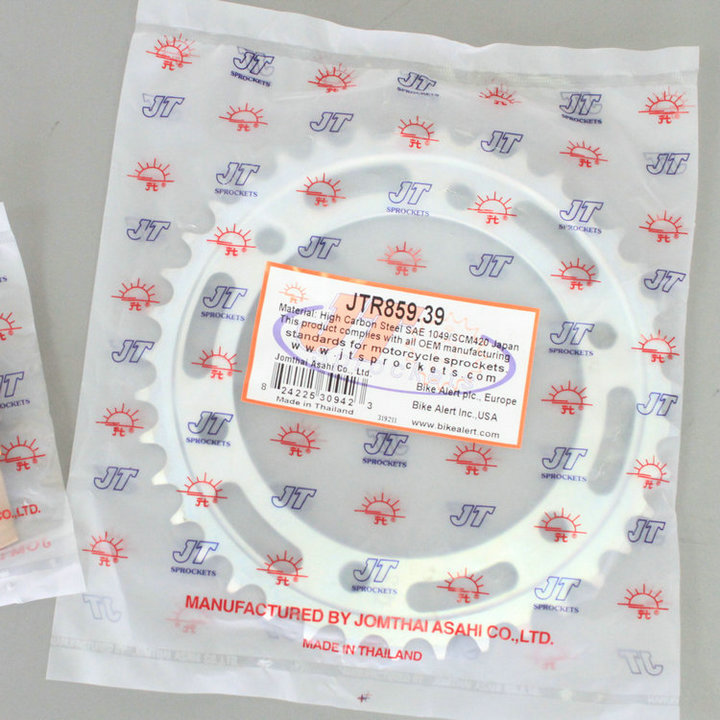 JT SPROCKETS
JTR859.39
Material: High Carbon Steel SAE 1049/SCM420 Japan
This product complies with all OEM manufacturing
standards for motorcycle sprockets
www.jtsprockets.com
Jomthai Asahi Co., Ltd.
Bike Alert plc., Europe
8 24225 30942 3
Bike Alert Inc.,USA
Made in Thailand
319211
www.bikealert.com
MANUFACTURED BY JOMTHAI ASAHI CO.,LTD.
MADE IN THAILAND
CO.,LTD.